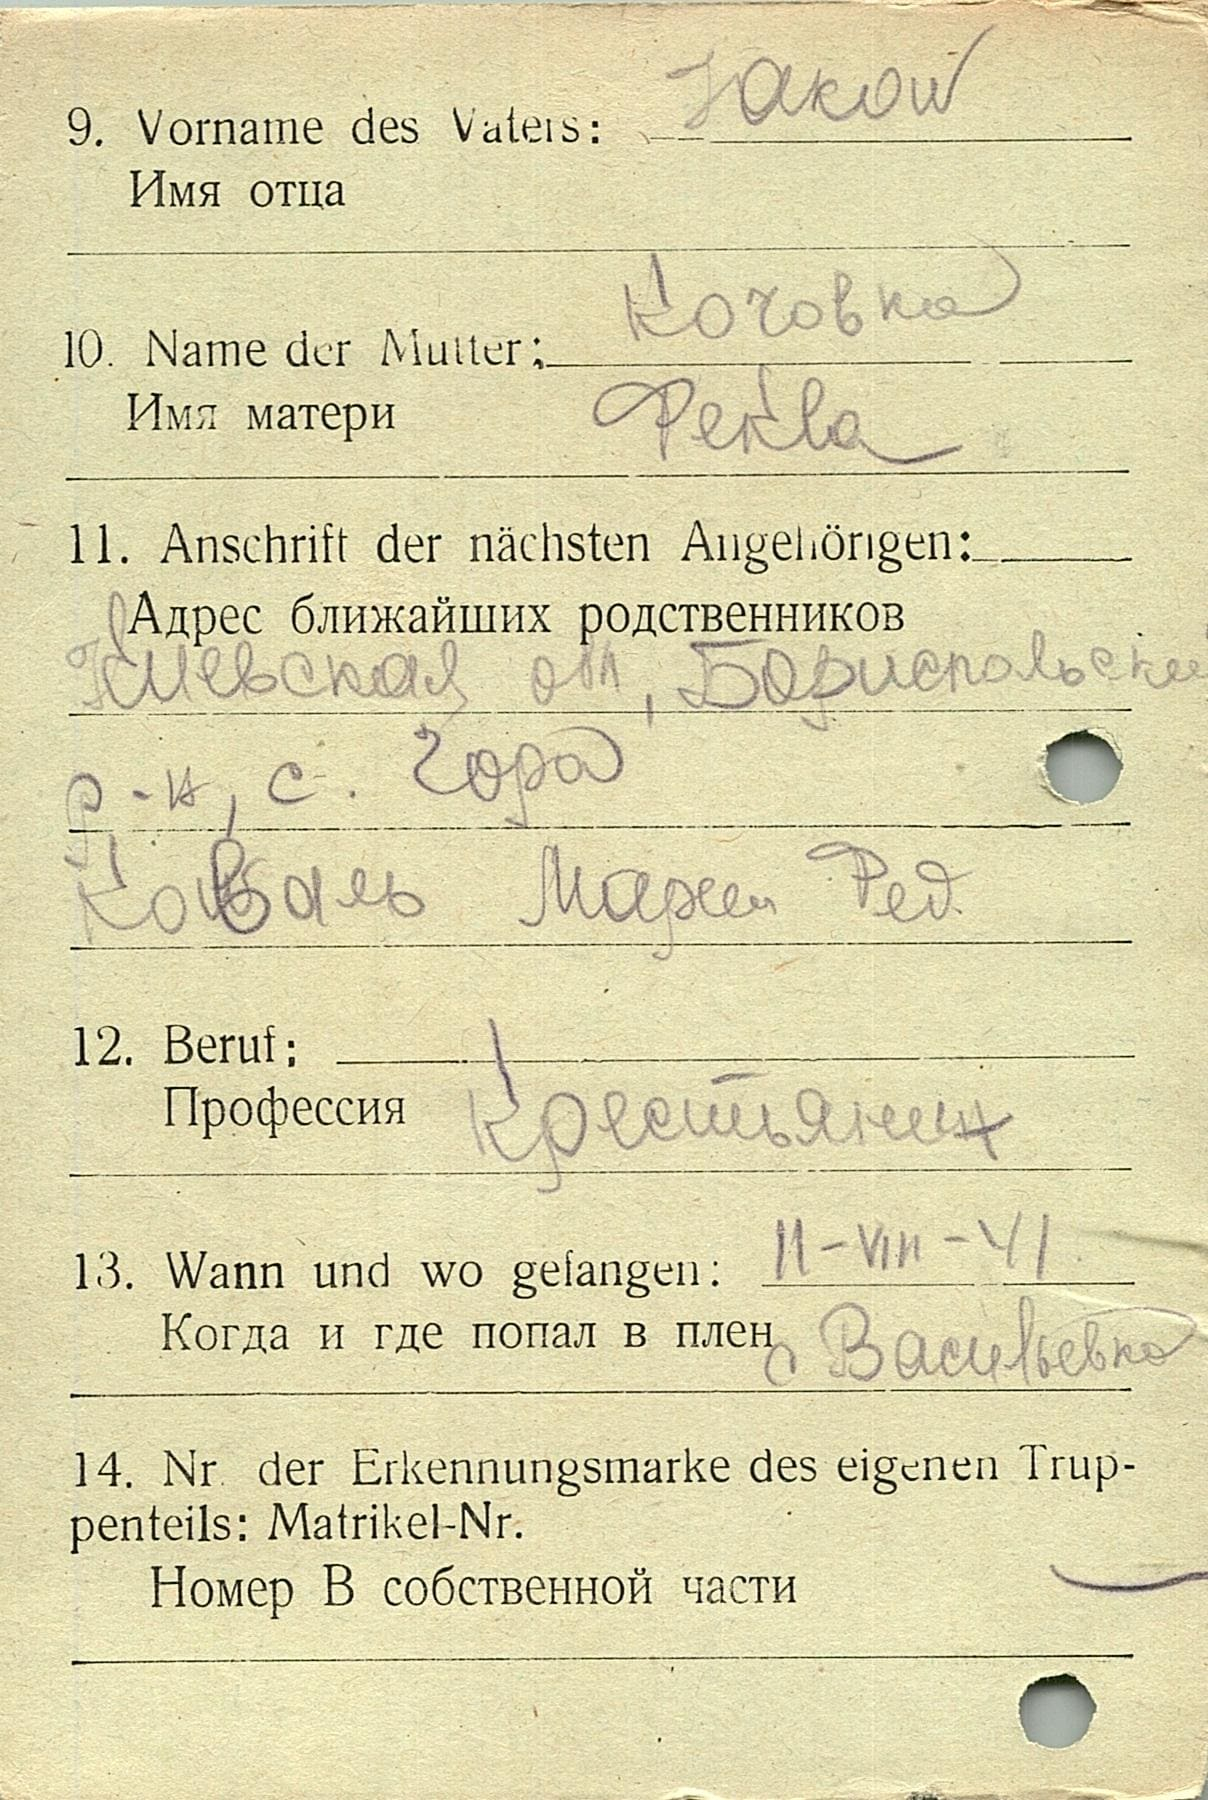 9. Vorname des Vaters: Jakow
Имя отца
10. Name der Mutter: Кочовка
Имя матери Фекла
11. Anschrift der nächsten Angehörigen:
Адрес ближайших родственников
Киевская обл, Бориспольский
р-н, с. Гора
Коваль Мария Фед.
12. Beruf:
Профессия Крестьянин
13. Wann und wo gefangen: 11-VIII-41
Когда и где попал в плен с Васильевка
14. Nr. der Erkennungsmarke des eigenen Trup-
penteils: Matrikel-Nr.
Номер В собственной части —